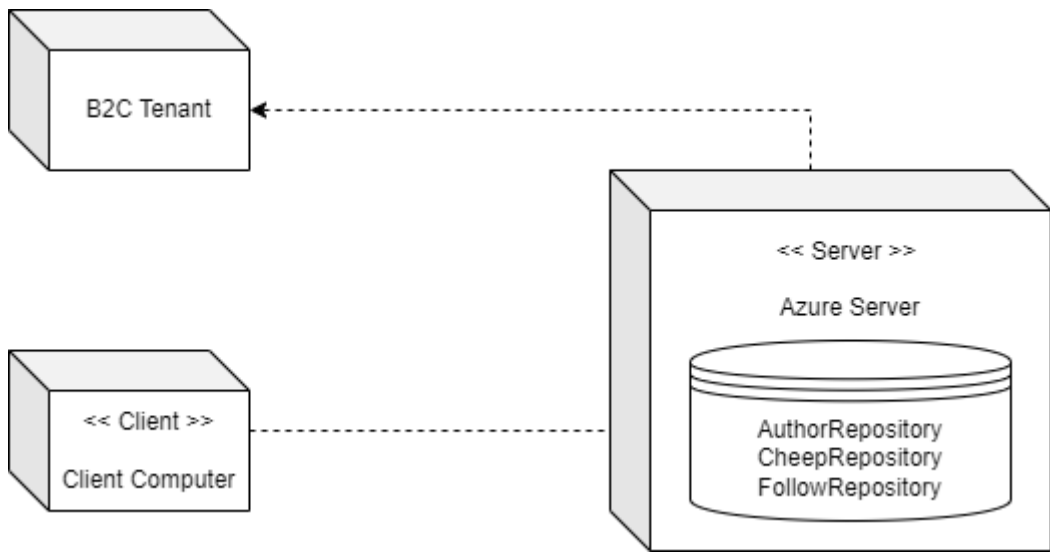 B2C Tenant
<< Server >>
Azure Server
<< Client >>
Client Computer
AuthorRepository
CheepRepository
FollowRepository